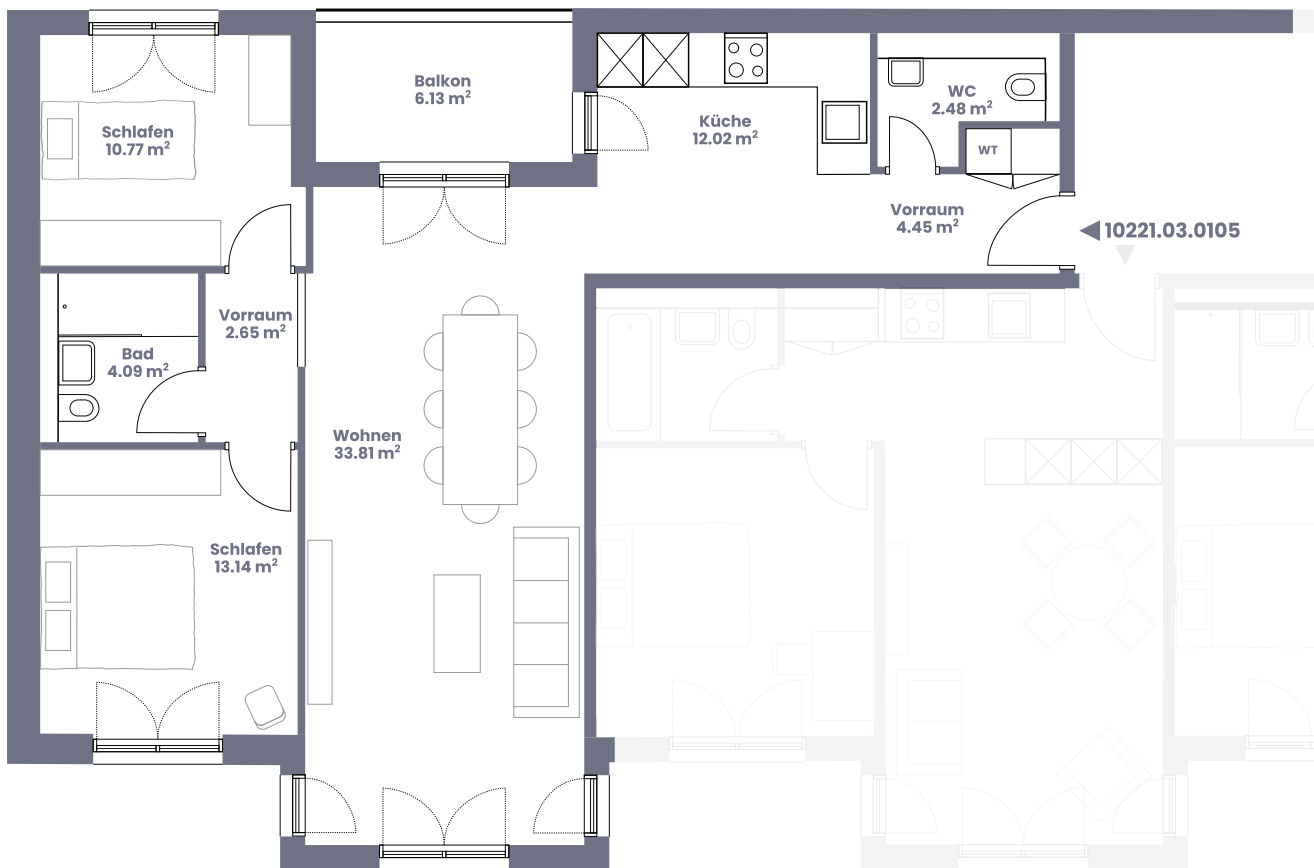 Balkon
6.13 m²
Schlafen
10.77 m²
Küche
12.02 m²
WC
2.48 m²
WT
Vorraum
4.45 m²
10221.03.0105
Vorraum
2.65 m²
Bad
4.09 m²
Wohnen
33.81 m²
Schlafen
13.14 m²